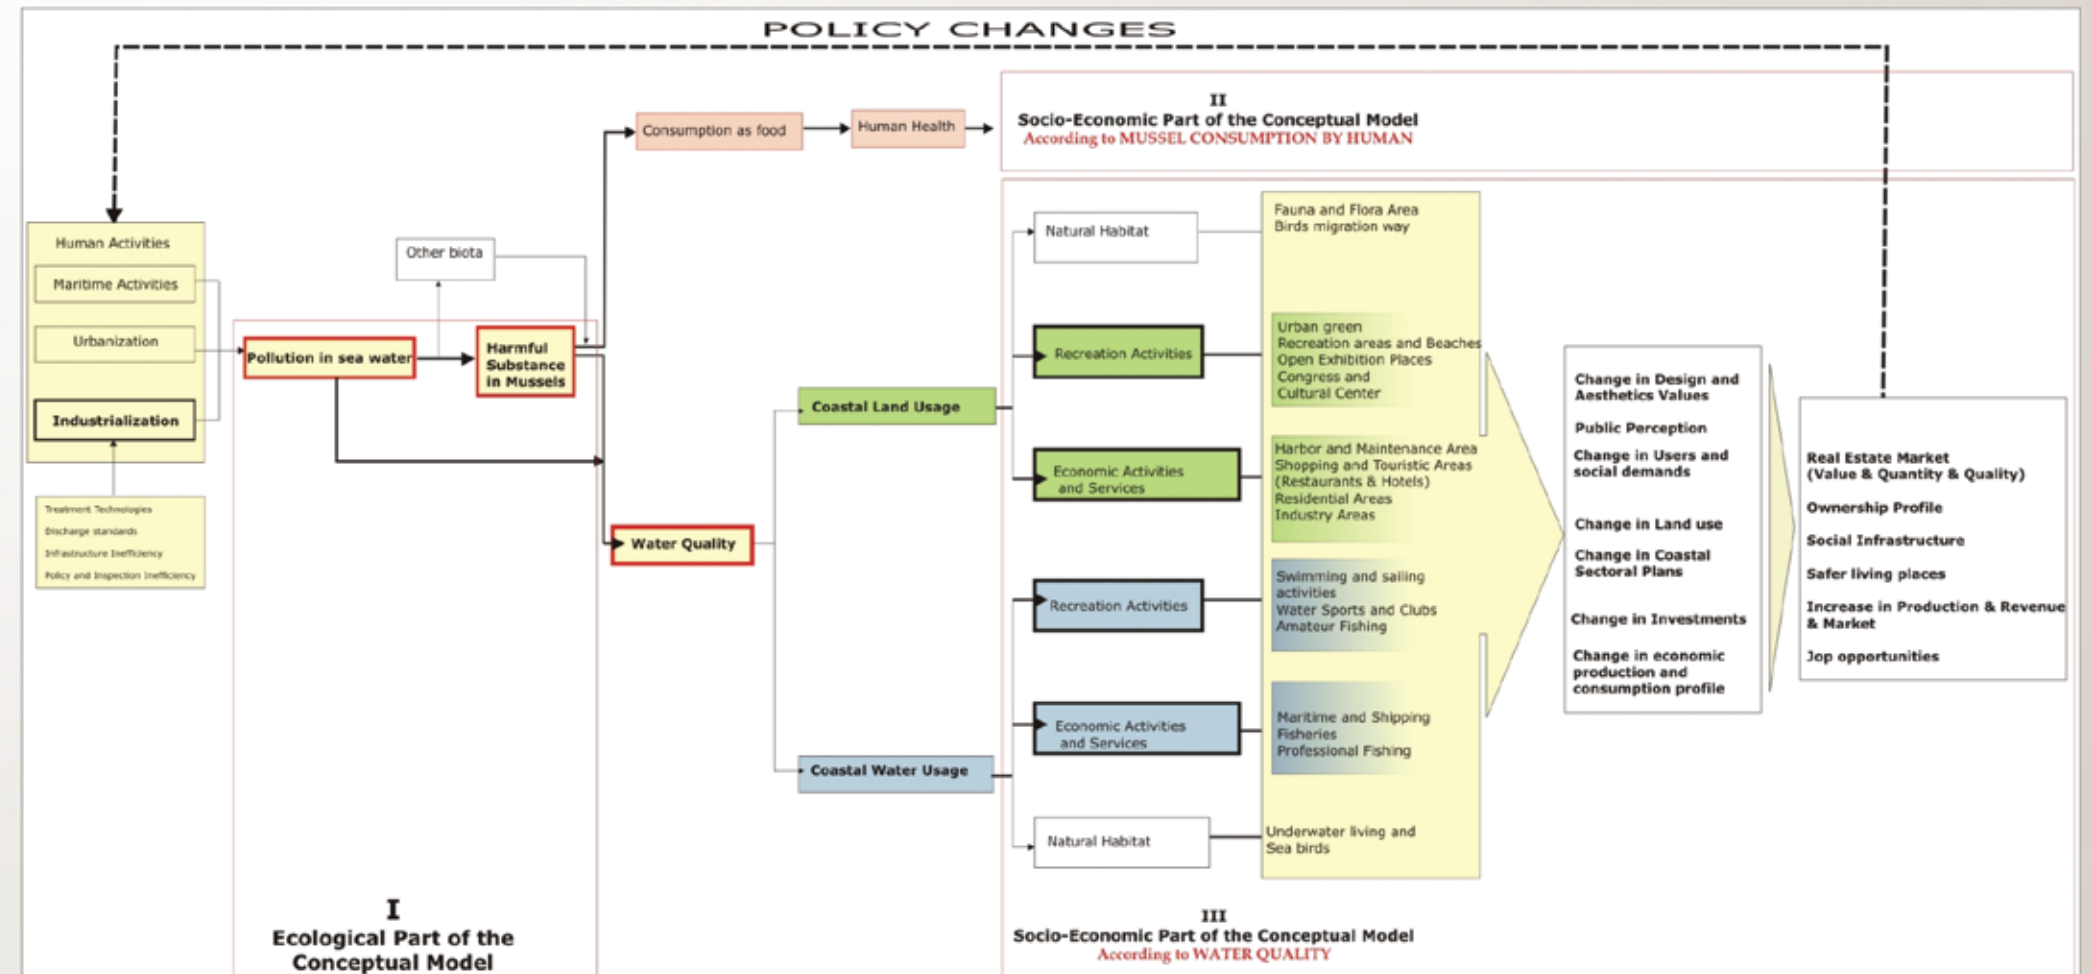 POLICY CHANGES
II
Socio-Economic Part of the Conceptual Model
According to MUSSEL CONSUMPTION BY HUMAN
Consumption as food
Human Health
Human Activities
Maritime Activities
Urbanization
Industrialization
Treatment Technologies
Discharge standards
Infrastructure Inefficiency
Policy and Inspection Inefficiency
Other biota
Pollution in sea water
Harmful
Substance
in Mussels
Water Quality
Coastal Land Usage
Coastal Water Usage
Natural Habitat
Recreation Activities
Economic Activities
and Services
Recreation Activities
Economic Activities
and Services
Natural Habitat
Fauna and Flora Area
Birds migration way
Urban green
Recreation areas and Beaches
Open Exhibition Places
Congress and
Cultural Center
Harbor and Maintenance Area
Shopping and Touristic Areas
(Restaurants & Hotels)
Residential Areas
Industry Areas
Swimming and sailing
activities
Water Sports and Clubs
Amateur Fishing
Maritime and Shipping
Fisheries
Professional Fishing
Underwater living and
Sea birds
Change in Design and
Aesthetics Values
Public Perception
Change in Users and
social demands
Change in Land use
Change in Coastal
Sectoral Plans
Change in Investments
Change in economic
production and
consumption profile
Real Estate Market
(Value & Quantity & Quality)
Ownership Profile
Social Infrastructure
Safer living places
Increase in Production & Revenue
& Market
Jop opportunities
I
Ecological Part of the
Conceptual Model
III
Socio-Economic Part of the Conceptual Model
According to WATER QUALITY